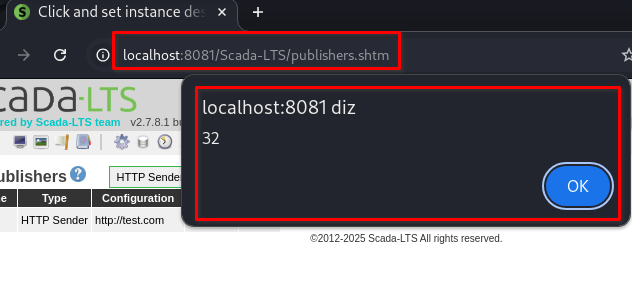 Click and set instance des
localhost:8081/Scada-LTS/publishers.shtm
localhost:8081 diz
32
OK
CADA-LTS
red by Scada-LTS team v2.7.8.1 bu
ublishers
HTTP Sender
e Type Configuration
HTTP Sender http://test.com
©2012-2025 Scada-LTS All rights reserved.